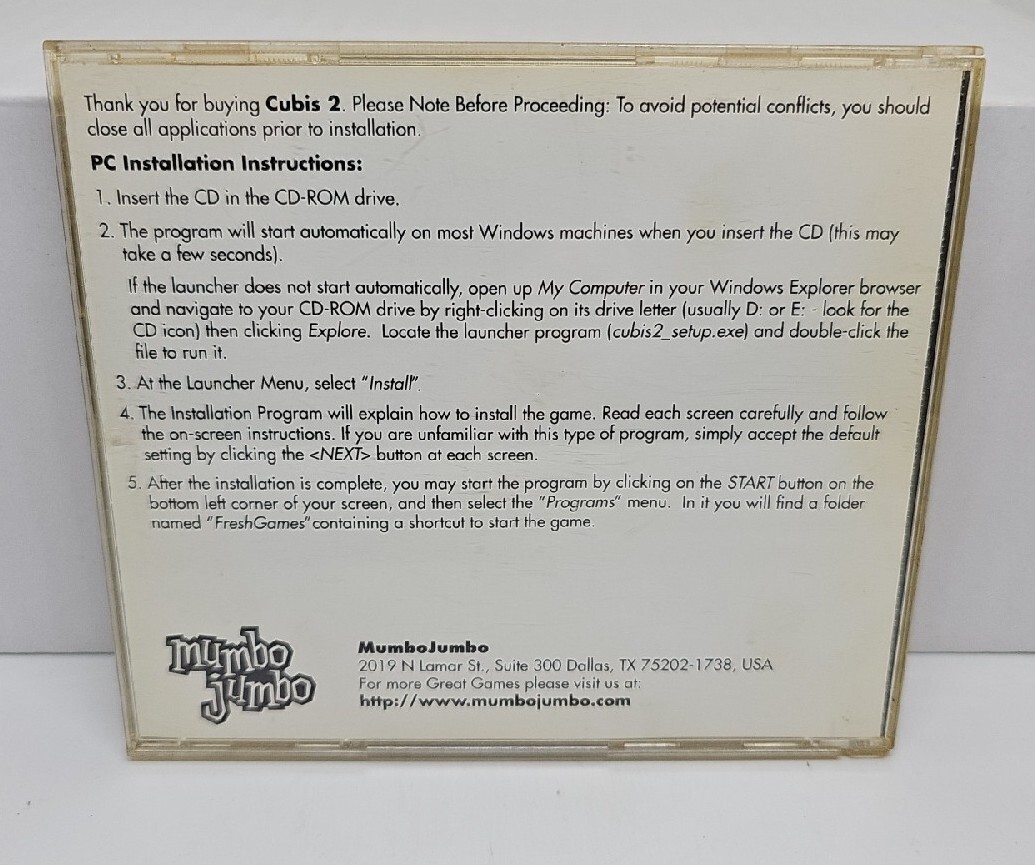 Thank you for buying Cubis 2. Please Note Before Proceeding: To avoid potential conflicts, you should
close all applications prior to installation.
PC Installation Instructions:
1. Insert the CD in the CD-ROM drive.
2. The program will start automatically on most Windows machines when you insert the CD (this may
take a few seconds).
If the launcher does not start automatically, open up My Computer in your Windows Explorer browser
and navigate to your CD-ROM drive by right-clicking on its drive letter (usually D: or E: - look for the
CD icon) then clicking Explore. Locate the launcher program (cubis2_setup.exe) and double-click the
file to run it.
3. At the Launcher Menu, select "Install".
4. The Installation Program will explain how to install the game. Read each screen carefully and follow
the on-screen instructions. If you are unfamiliar with this type of program, simply accept the default
setting by clicking the <NEXT> button at each screen.
5. After the installation is complete, you may start the program by clicking on the START button on the
bottom left corner of your screen, and then select the "Programs" menu. In it you will find a folder
named "FreshGames" containing a shortcut to start the game.
mumbo
jumbo
MumboJumbo
2019 N Lamar St., Suite 300 Dallas, TX 75202-1738, USA
For more Great Games please visit us at:
http://www.mumbojumbo.com